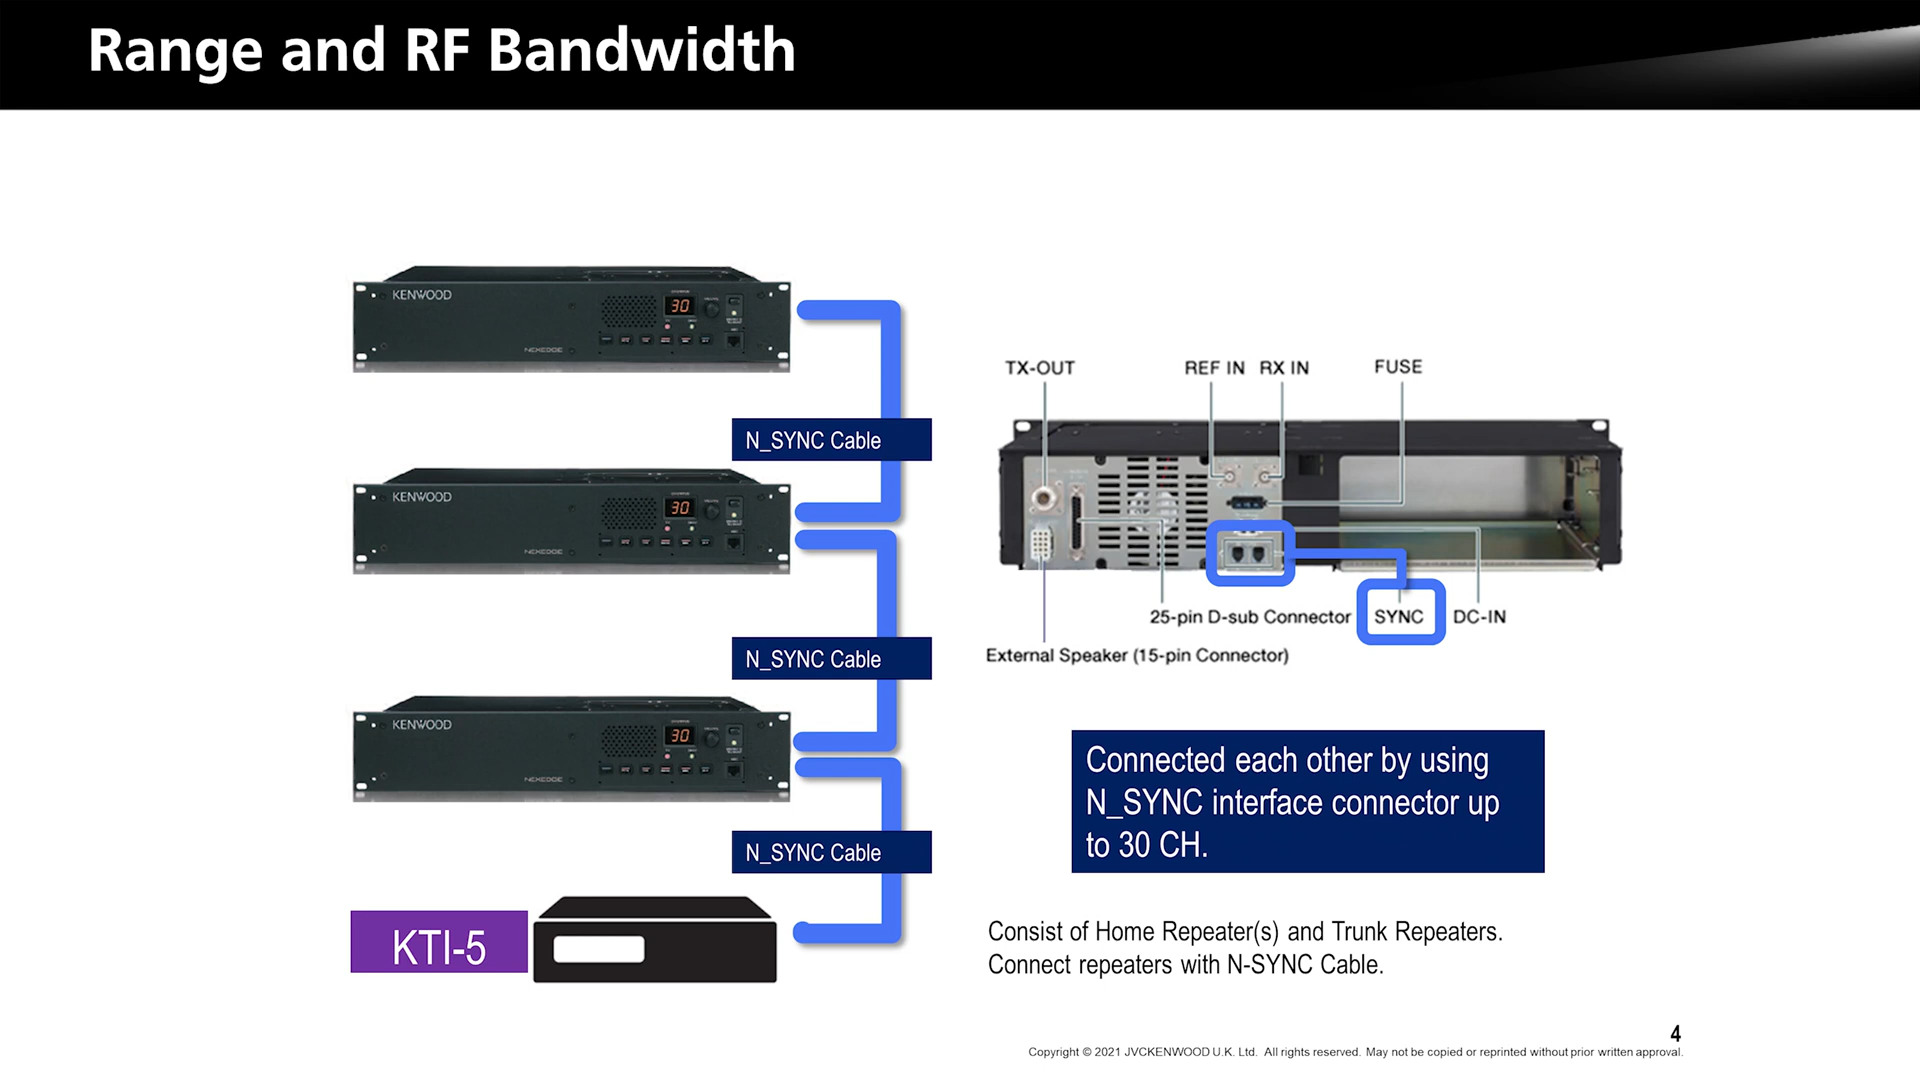 Range and RF Bandwidth
KENWOOD
30
NEXEDGE
N_SYNC Cable
KENWOOD
30
NEXEDGE
N_SYNC Cable
KENWOOD
30
NEXEDGE
N_SYNC Cable
KTI-5
TX-OUT
REF IN
RX IN
FUSE
25-pin D-sub Connector
SYNC
DC-IN
External Speaker (15-pin Connector)
Connected each other by using
N_SYNC interface connector up
to 30 CH.
Consist of Home Repeater(s) and Trunk Repeaters.
Connect repeaters with N-SYNC Cable.
4
Copyright © 2021 JVCKENWOOD U.K. Ltd. All rights reserved. May not be copied or reprinted without prior written approval.